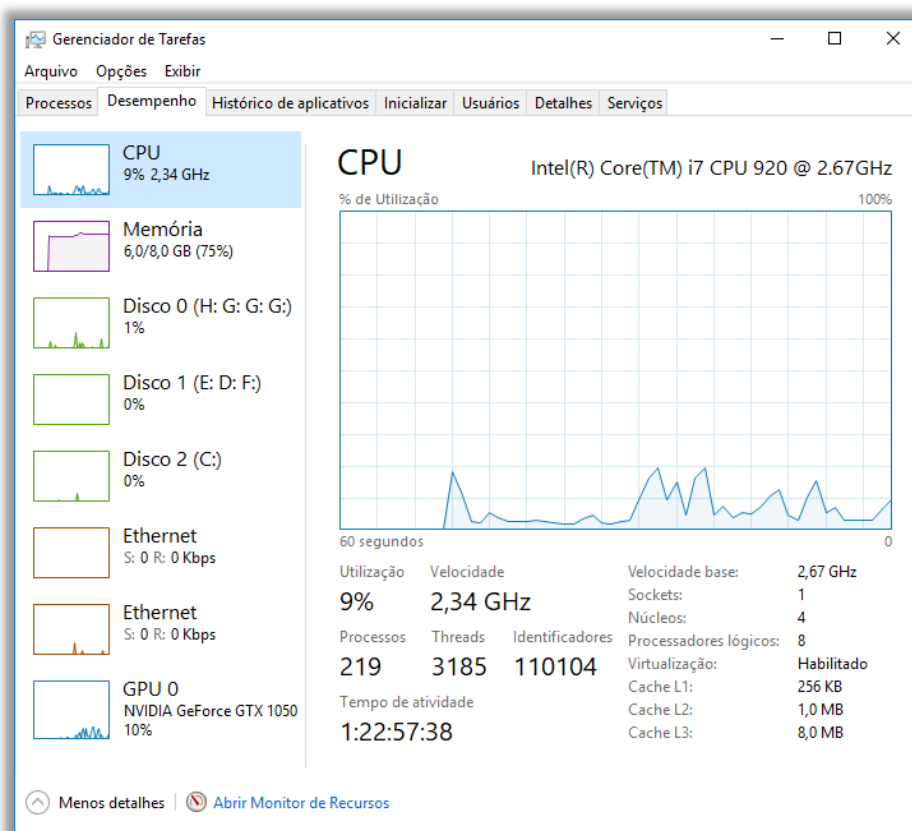 Gerenciador de Tarefas
Arquivo Opções Exibir
Processos Desempenho Histórico de aplicativos Inicializar Usuários Detalhes Serviços
CPU
9% 2,34 GHz
Memória
6,0/8,0 GB (75%)
Disco 0 (H: G: G: G:)
1%
Disco 1 (E: D: F:)
0%
Disco 2 (C:)
0%
Ethernet
S: 0 R: 0 Kbps
Ethernet
S: 0 R: 0 Kbps
GPU 0
NVIDIA GeForce GTX 1050
10%
CPU Intel(R) Core(TM) i7 CPU 920 @ 2.67GHz
% de Utilização 100%
60 segundos 0
Utilização Velocidade
9% 2,34 GHz
Processos Threads Identificadores
219 3185 110104
Tempo de atividade
1:22:57:38
Velocidade base: 2,67 GHz
Sockets: 1
Núcleos: 4
Processadores lógicos: 8
Virtualização: Habilitado
Cache L1: 256 KB
Cache L2: 1,0 MB
Cache L3: 8,0 MB
Menos detalhes Abrir Monitor de Recursos